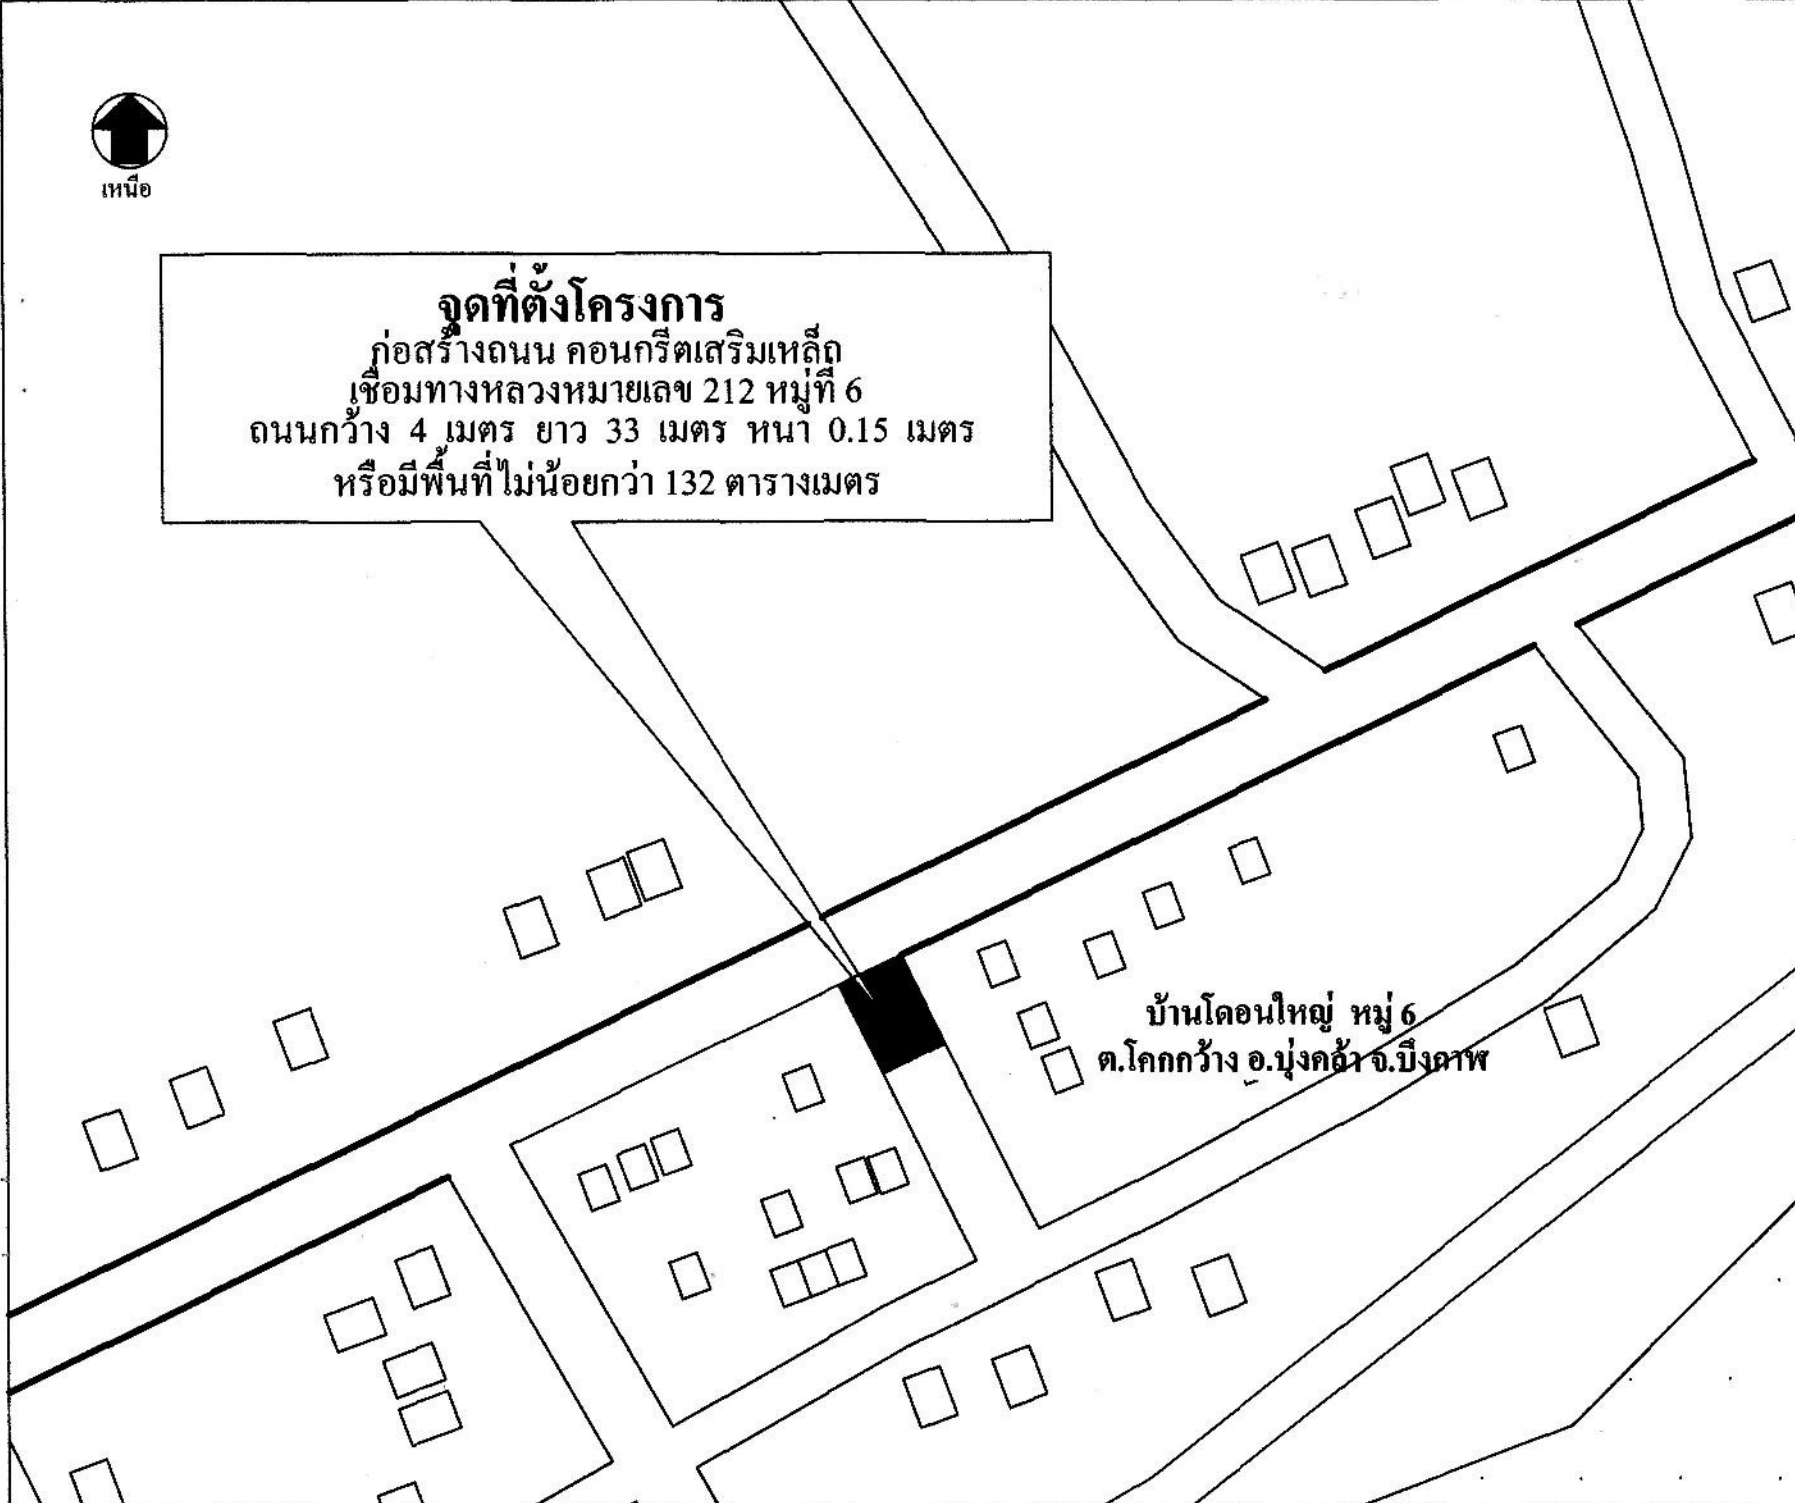 เหนือ
จุดที่ตั้งโครงการ
ก่อสร้างถนน คอนกรีตเสริมเหล็ก
เชื่อมทางหลวงหมายเลข 212 หมู่ที่ 6
ถนนกว้าง 4 เมตร ยาว 33 เมตร หนา 0.15 เมตร
หรือมีพื้นที่ไม่น้อยกว่า 132 ตารางเมตร
บ้านโดอนใหญ่ หมู่ 6
ต.โคกกว้าง อ.บุ่งคล้า จ.บึงกาฬ